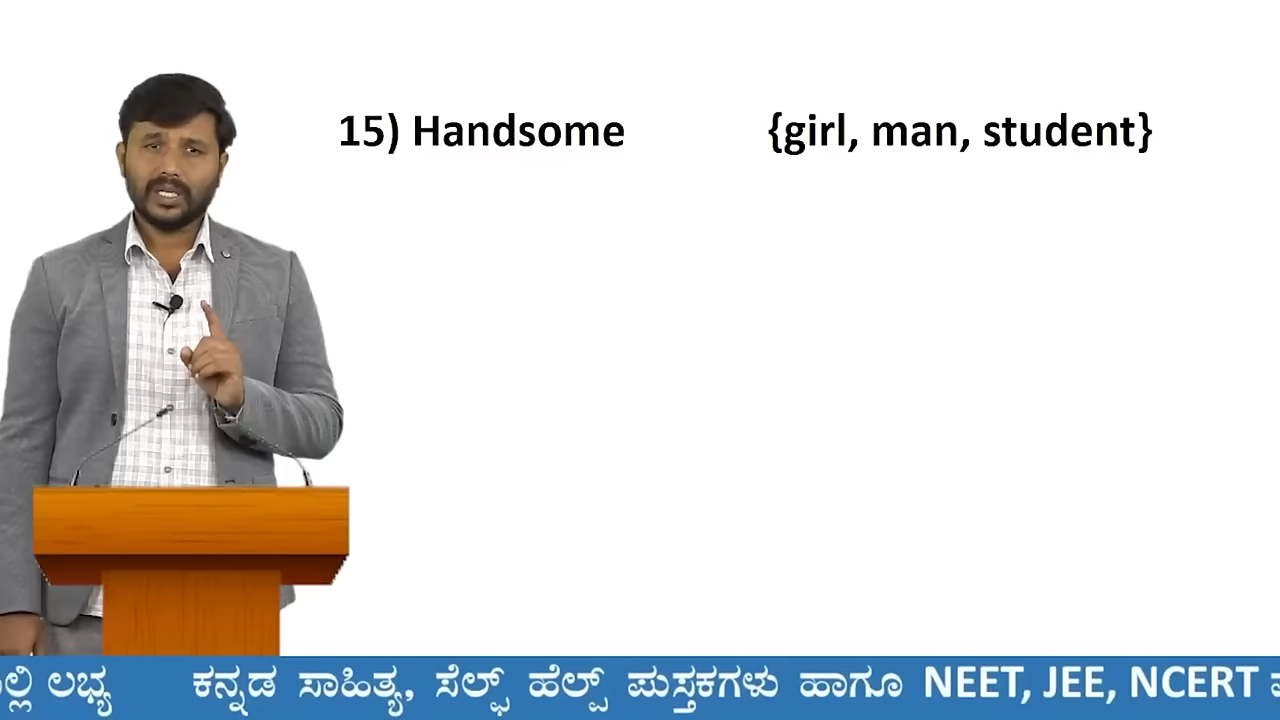 15) Handsome {girl, man, student}
ಲಭ್ಯ ಕನ್ನಡ ಸಾಹಿತ್ಯ, ಸೆಲ್ಫ್ ಹೆಲ್ಪ್ ಪುಸ್ತಕಗಳು ಹಾಗೂ NEET, JEE, NCERT